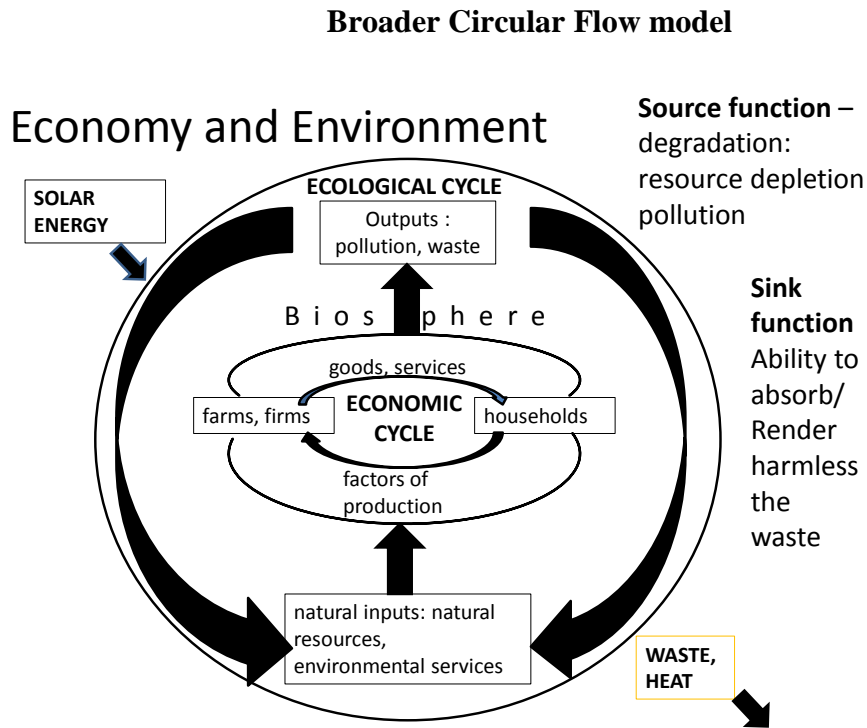 Broader Circular Flow model
Economy and Environment
Source function –
degradation:
resource depletion
pollution
SOLAR
ENERGY
ECOLOGICAL CYCLE
Outputs :
pollution, waste
Sink
function
Ability to
absorb/
Render
harmless
the
waste
B i o s p h e r e
goods, services
farms, firms
ECONOMIC
CYCLE
households
factors of
production
natural inputs: natural
resources,
environmental services
WASTE,
HEAT